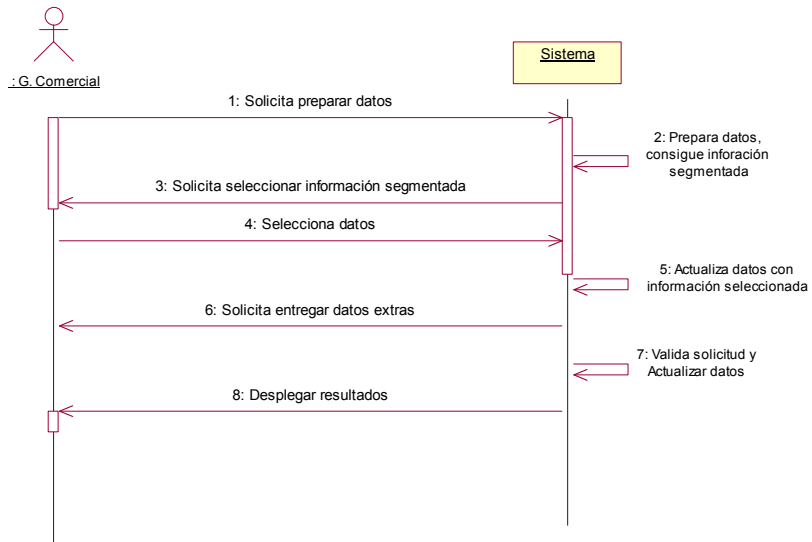 : G. Comercial
Sistema
1: Solicita preparar datos
2: Prepara datos,
consigue inforación
segmentada
3: Solicita seleccionar información segmentada
4: Selecciona datos
5: Actualiza datos con
información seleccionada
6: Solicita entregar datos extras
7: Valida solicitud y
Actualizar datos
8: Desplegar resultados